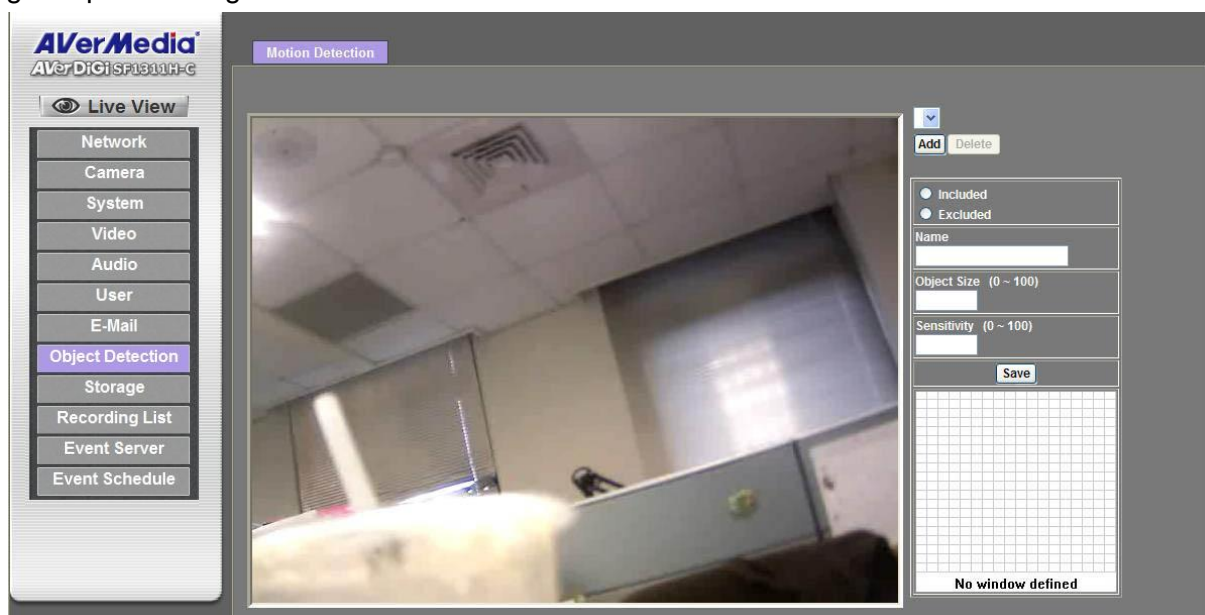 AVerMedia
AVerDiGi SF1311H-C
Live View
Network
Camera
System
Video
Audio
User
E-Mail
Object Detection
Storage
Recording List
Event Server
Event Schedule
Motion Detection
Add Delete
Included
Excluded
Name
Object Size (0 ~ 100)
Sensitivity (0 ~ 100)
Save
No window defined